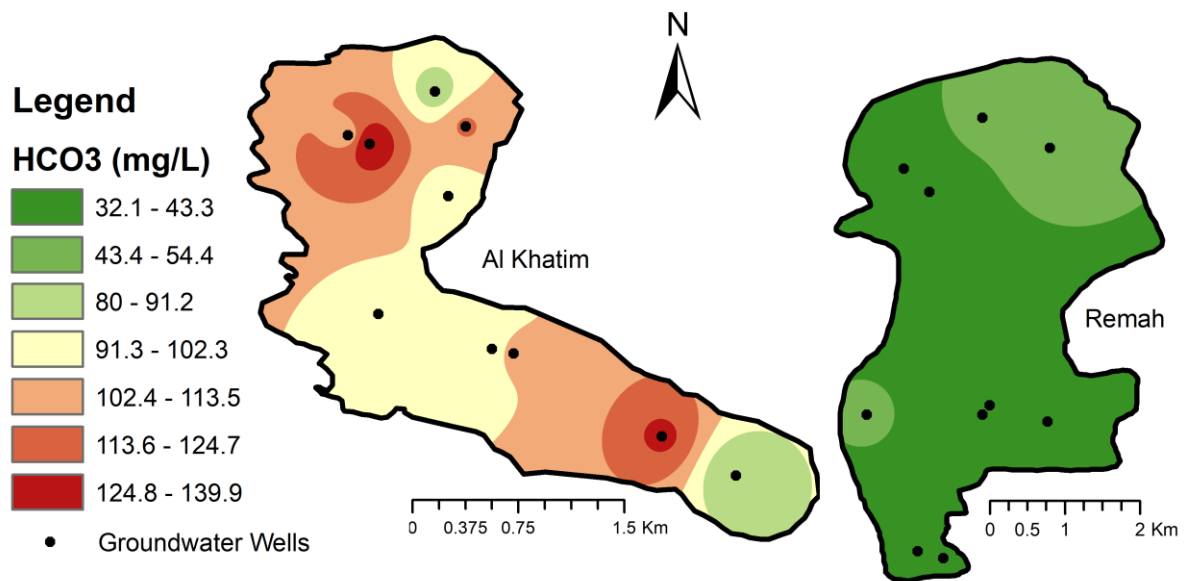 N
Legend
HCO3 (mg/L)
32.1 - 43.3
43.4 - 54.4
80 - 91.2
91.3 - 102.3
102.4 - 113.5
113.6 - 124.7
124.8 - 139.9
Groundwater Wells
Al Khatim
Remah
0 0.375 0.75 1.5 Km
0 0.5 1 2 Km